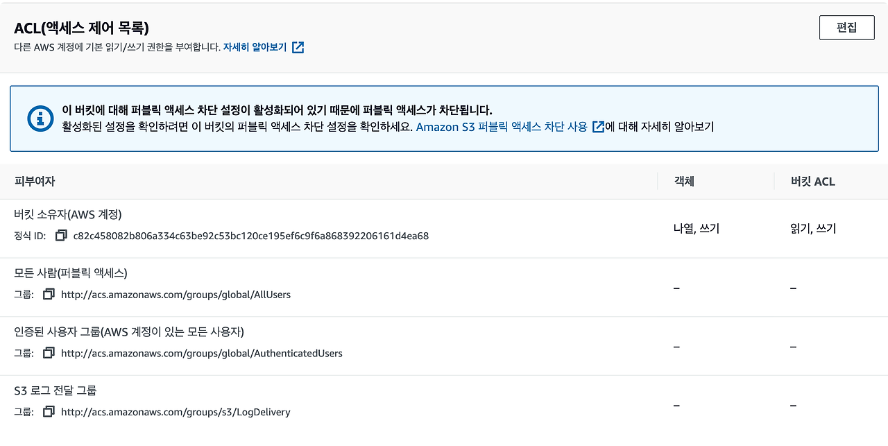 ACL(액세스 제어 목록)
편집
다른 AWS 계정에 기본 읽기/쓰기 권한을 부여합니다. 자세히 알아보기
이 버킷에 대해 퍼블릭 액세스 차단 설정이 활성화되어 있기 때문에 퍼블릭 액세스가 차단됩니다.
활성화된 설정을 확인하려면 이 버킷의 퍼블릭 액세스 차단 설정을 확인하세요. Amazon S3 퍼블릭 액세스 차단 사용 에 대해 자세히 알아보기
피부여자 객체 버킷 ACL
버킷 소유자(AWS 계정)
정식 ID: c82c458082b806a334c63be92c53bc120ce195ef6c9f6a868392206161d4ea68
나열, 쓰기 읽기, 쓰기
모든 사람(퍼블릭 액세스)
그룹: http://acs.amazonaws.com/groups/global/AllUsers
– –
인증된 사용자 그룹(AWS 계정이 있는 모든 사용자)
그룹: http://acs.amazonaws.com/groups/global/AuthenticatedUsers
– –
S3 로그 전달 그룹
그룹: http://acs.amazonaws.com/groups/s3/LogDelivery
– –